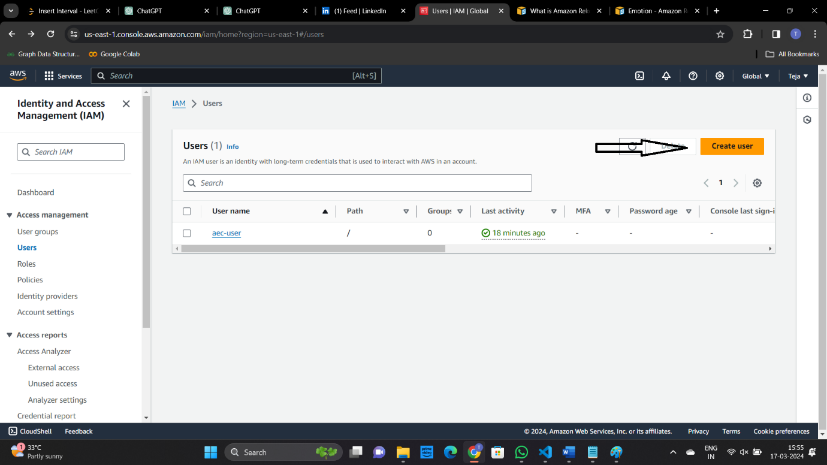 Insert Interval - Leetl
ChatGPT
ChatGPT
(1) Feed | LinkedIn
Users | IAM | Global
What is Amazon Rek
Emotion - Amazon R
us-east-1.console.aws.amazon.com/iam/home?region=us-east-1#/users
Graph Data Structur...
Google Colab
All Bookmarks
aws
Services
Search
[Alt+S]
Global
Teja
Identity and Access
Management (IAM)
Search IAM
Dashboard
Access management
User groups
Users
Roles
Policies
Identity providers
Account settings
Access reports
Access Analyzer
External access
Unused access
Analyzer settings
Credential report
IAM > Users
Users (1) Info
An IAM user is an identity with long-term credentials that is used to interact with AWS in an account.
Create user
Search
1
User name
Path
Groups
Last activity
MFA
Password age
Console last sign-i
aec-user
/
0
18 minutes ago
-
-
-
CloudShell
Feedback
© 2024, Amazon Web Services, Inc. or its affiliates.
Privacy
Terms
Cookie preferences
1
33°C
Partly sunny
Search
ENG
IN
15:55
17-03-2024